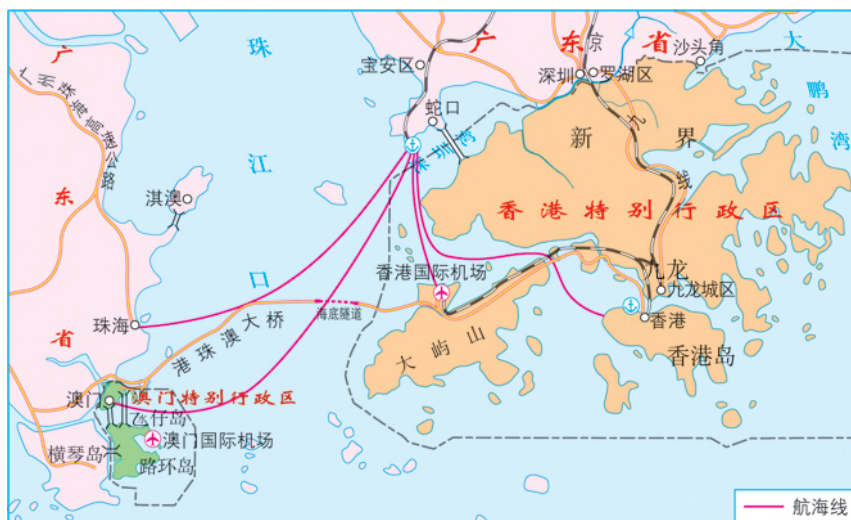 广东省
珠江口
广东省
大鹏湾
宝安区
京九线
沙头角
深圳
罗湖区
蛇口
深圳湾
新界
广州珠海高速公路
淇澳
香港特别行政区
香港国际机场
九龙
九龙城区
海底隧道
珠海
港珠澳大桥
大屿山
香港
香港岛
澳门
澳门特别行政区
氹仔岛
澳门国际机场
横琴岛
路环岛
航海线